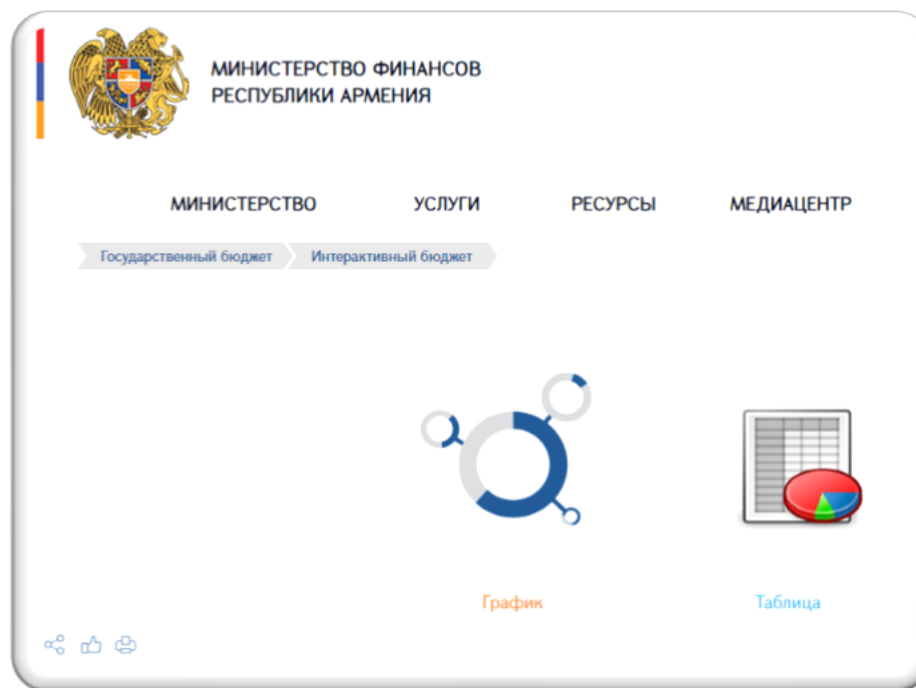 МИНИСТЕРСТВО ФИНАНСОВ
РЕСПУБЛИКИ АРМЕНИЯ
МИНИСТЕРСТВО УСЛУГИ РЕСУРСЫ МЕДИАЦЕНТР
Государственный бюджет Интерактивный бюджет
График Таблица